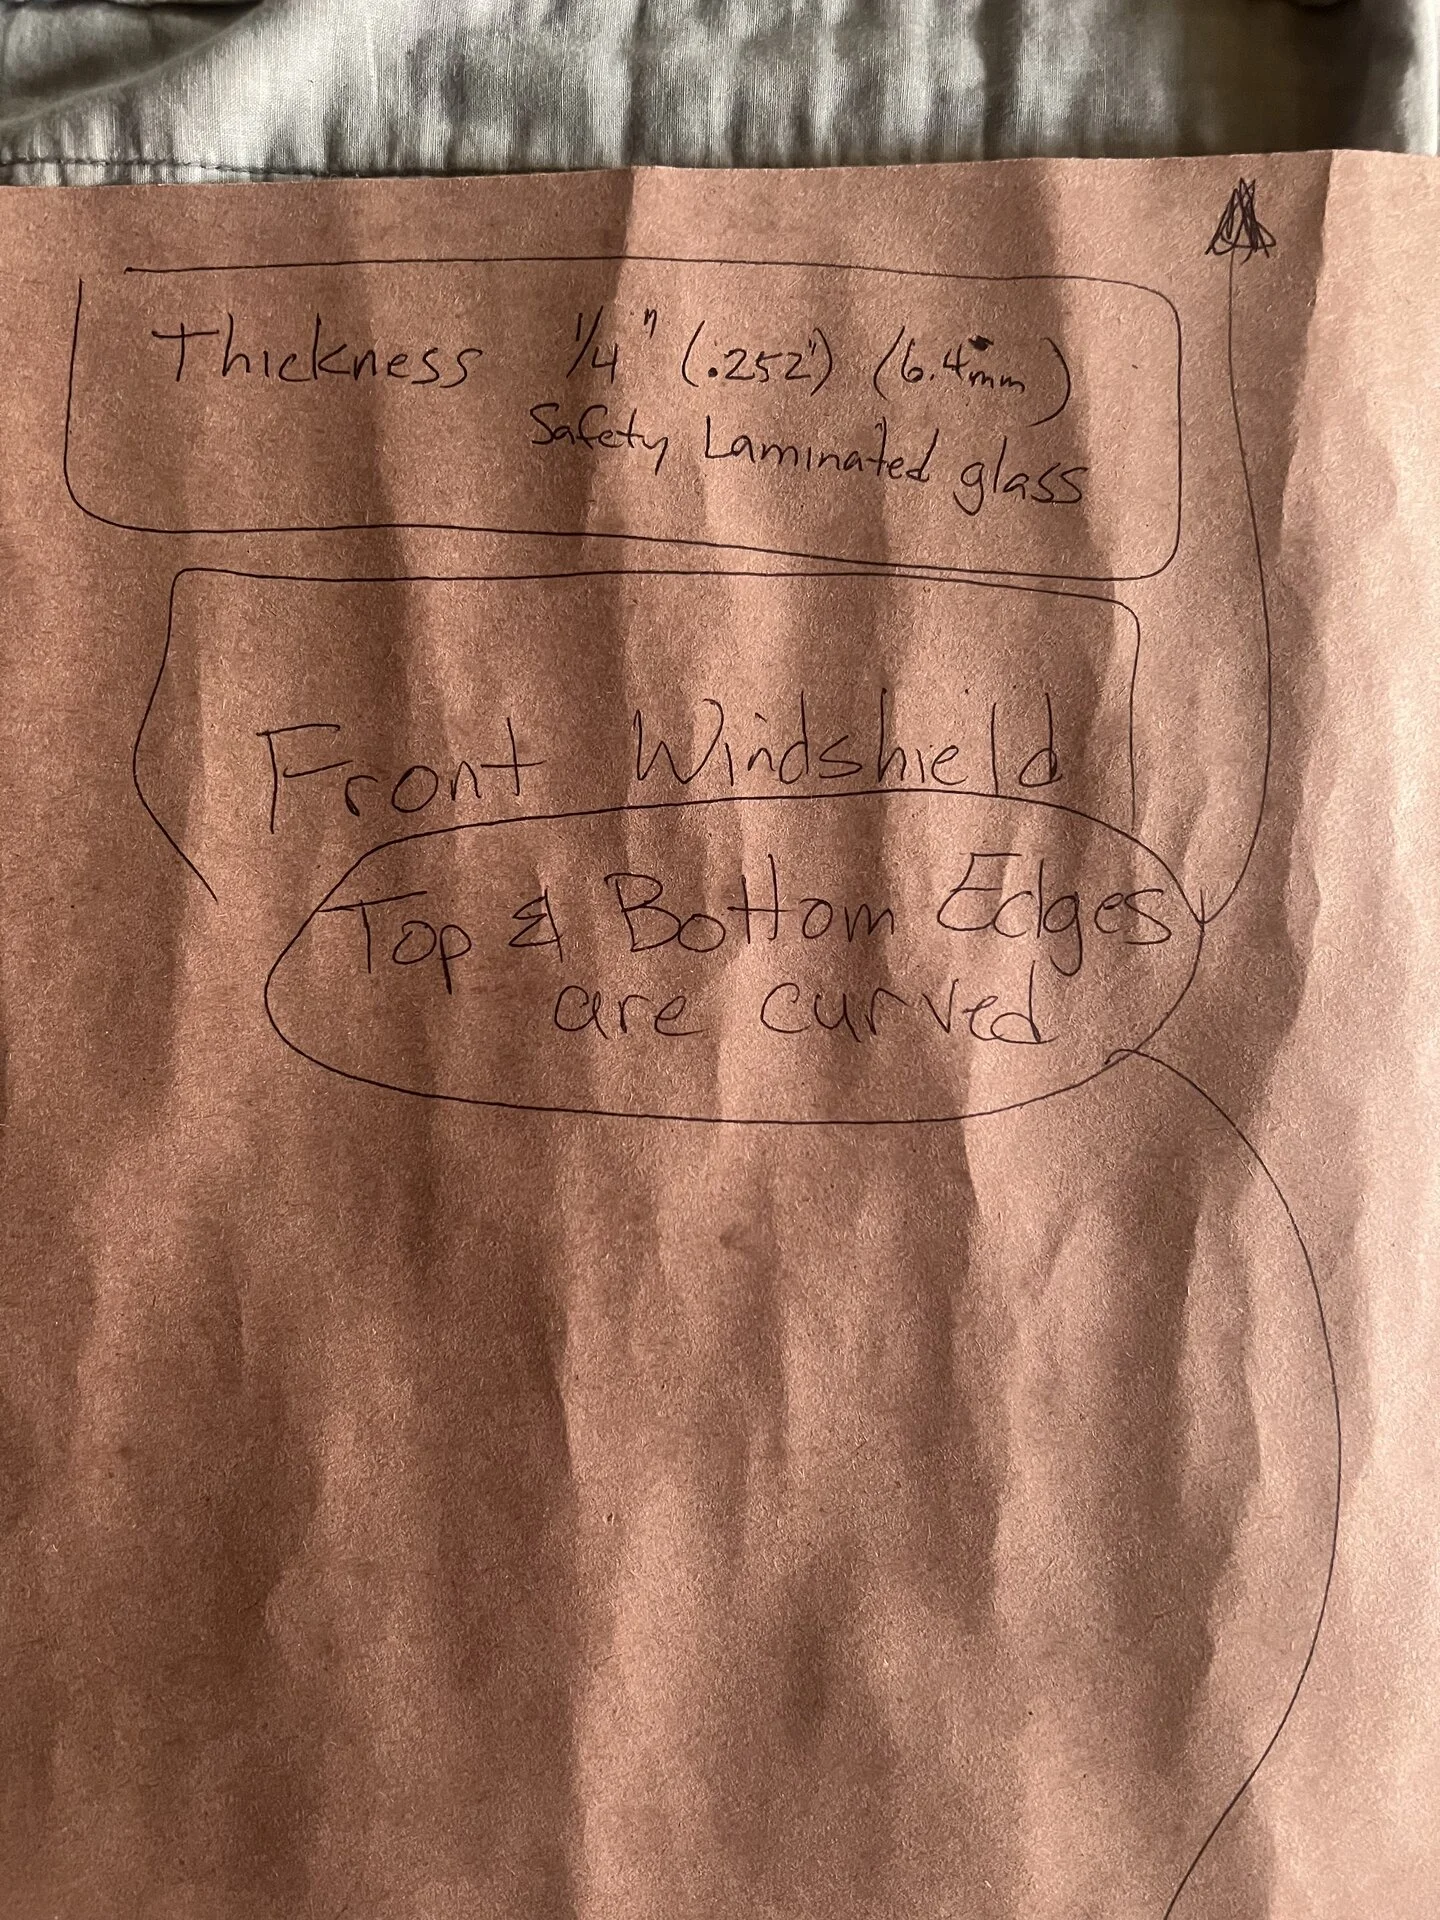 Thickness 1/4" (.252") (6.4mm)
Safety Laminated glass
Front Windshield
Top & Bottom Edges
are curved